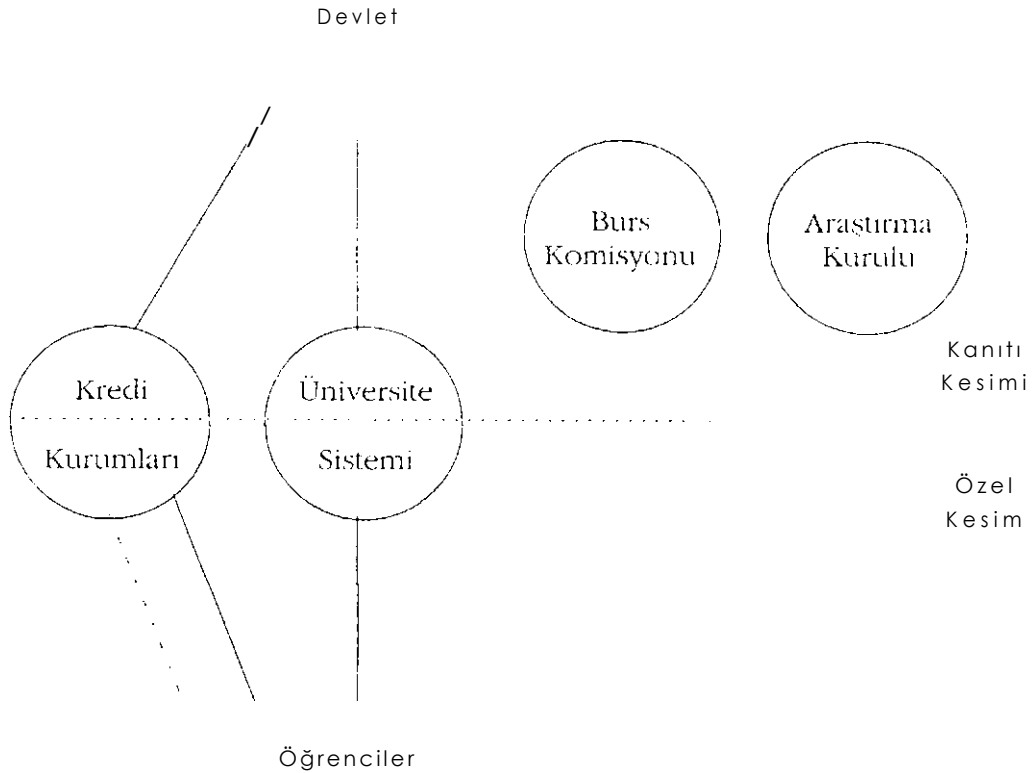 Devlet
Burs
Komisyonu
Araştırma
Kurulu
Kanıtı
Kesimi
Kredi
Kurumları
Üniversite
Sistemi
Özel
Kesim
Öğrenciler